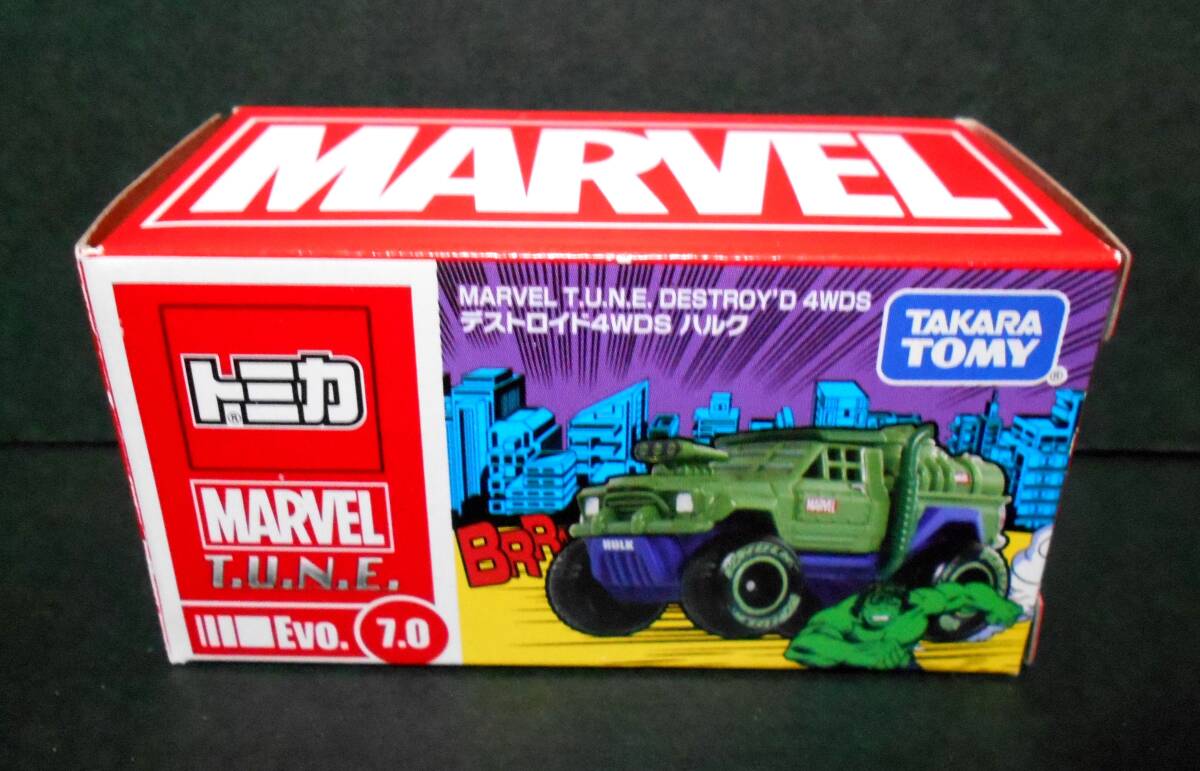 MARVEL
MARVEL T.U.N.E. DESTROY'D 4WDS
デストロイド4WDS ハルク
TAKARA
TOMY®
トミカ®
MARVEL
T.U.N.E.
Evo. 7.0
BRR
HULK
MARVEL